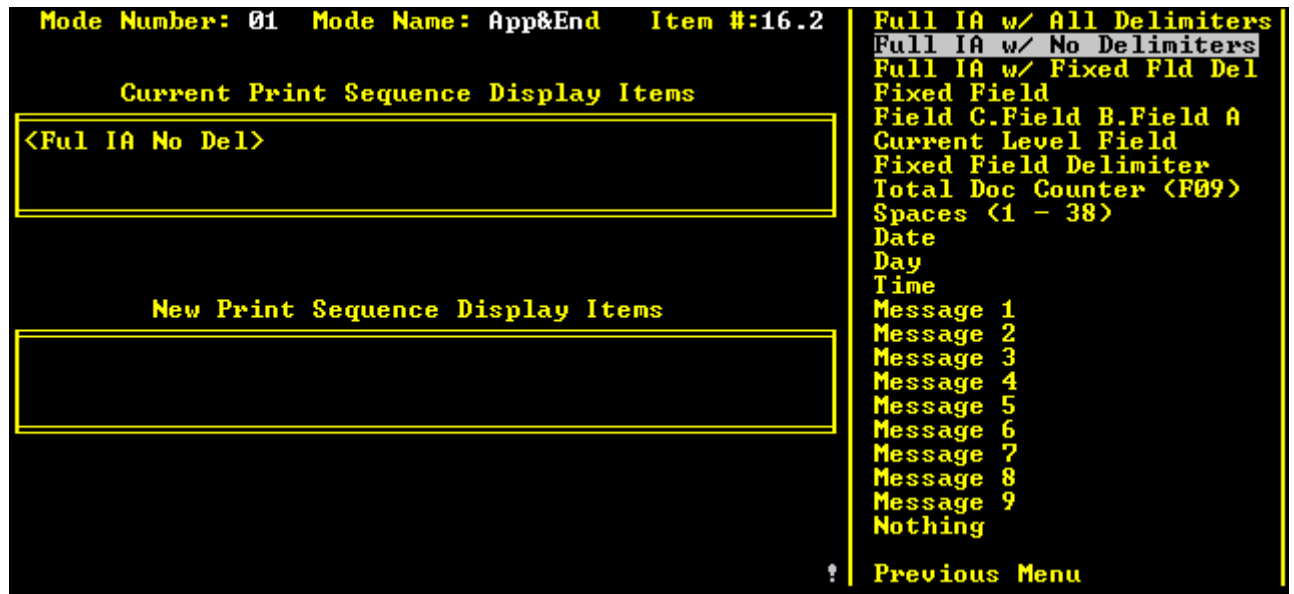 Mode Number: 01 Mode Name: App&End Item #:16.2
Current Print Sequence Display Items
<Ful IA No Del>
New Print Sequence Display Items
!
Full IA w/ All Delimiters
Full IA w/ No Delimiters
Full IA w/ Fixed Fld Del
Fixed Field
Field C.Field B.Field A
Current Level Field
Fixed Field Delimiter
Total Doc Counter (F09)
Spaces (1 - 38)
Date
Day
Time
Message 1
Message 2
Message 3
Message 4
Message 5
Message 6
Message 7
Message 8
Message 9
Nothing
Previous Menu